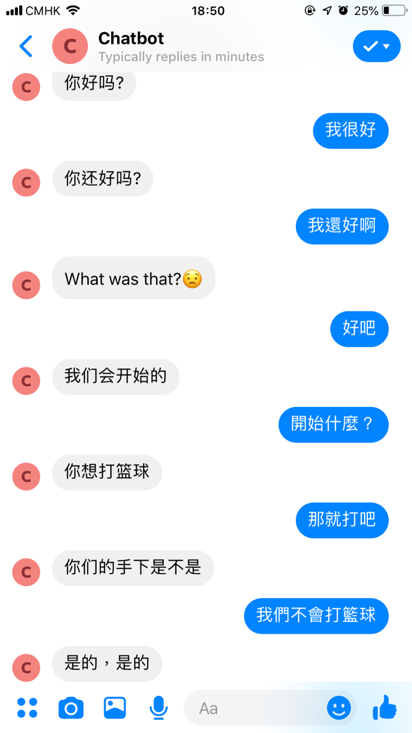 CMHK 18:50 25%
C Chatbot
Typically replies in minutes
C 你好吗?
我很好
C 你还好吗?
我還好啊
C What was that?😟
好吧
C 我们会开始的
開始什麼？
C 你想打篮球
那就打吧
C 你们的手下是不是
我們不會打籃球
C 是的，是的
Aa